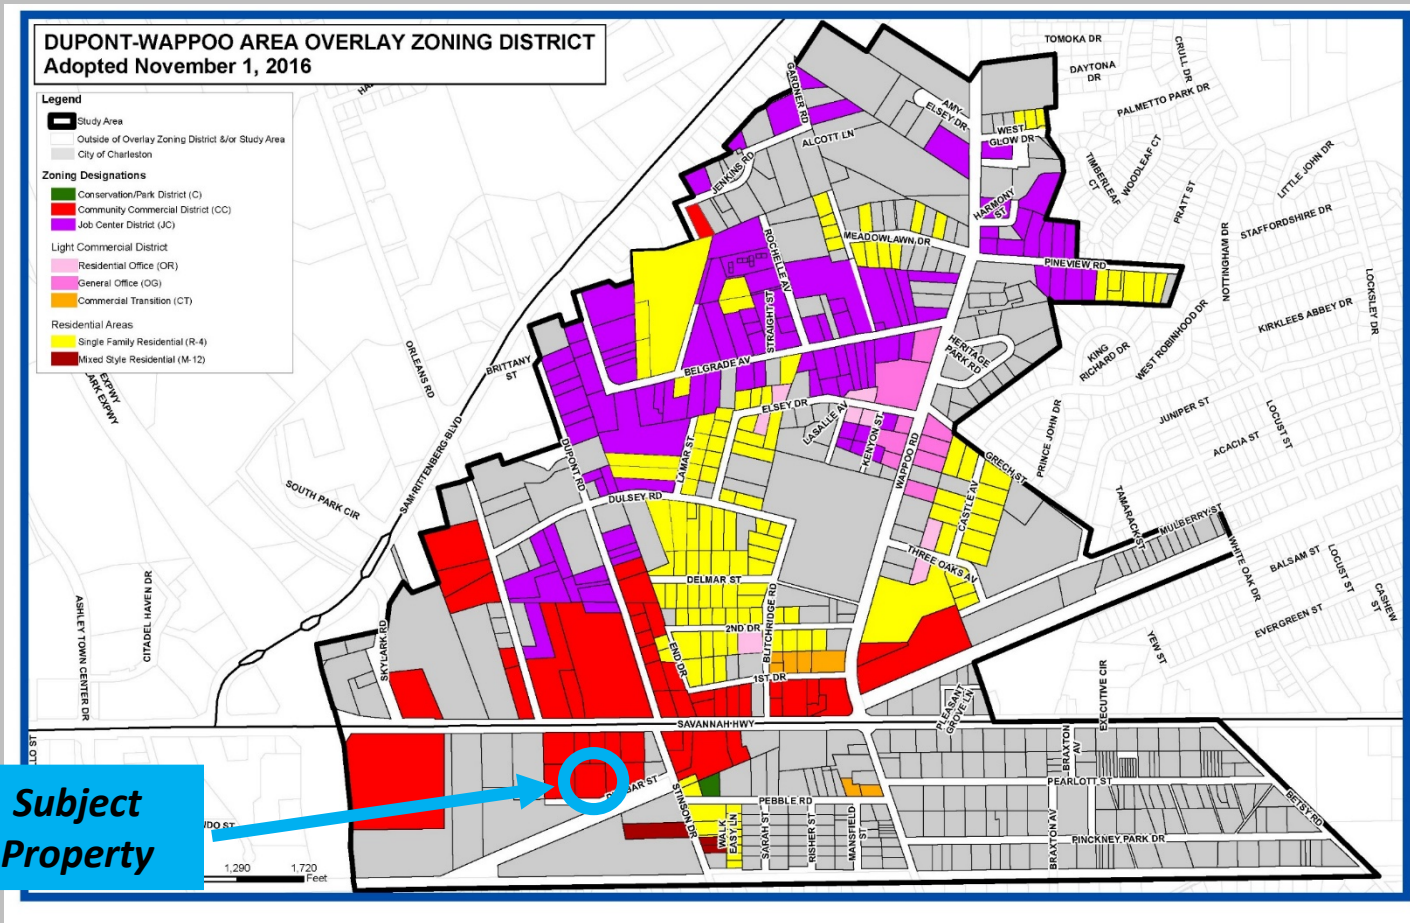 DUPONT-WAPPOO AREA OVERLAY ZONING DISTRICT
Adopted November 1, 2016
Legend
Study Area
Outside of Overlay Zoning District &/or Study Area
City of Charleston
Zoning Designations
Conservation/Park District (C)
Community Commercial District (CC)
Job Center District (JC)
Light Commercial District
Residential Office (OR)
General Office (OG)
Commercial Transition (CT)
Residential Areas
Single Family Residential (R-4)
Mixed Style Residential (M-12)
EXPWY
ARK EXPWY
TOMOKA DR
CRULL DR
DAYTONA
DR
PALMETTO PARK DR
GARDNER RD
AMY
ELSEY DR
WEST
GLOW DR
ALCOTT LN
JENKINS RD
TIMBERLEAF
CT
WOODLEAF CT
LITTLE JOHN DR
PRATT ST
HARMONY
ST
STAFFORDSHIRE DR
NOTTINGHAM DR
MEADOWLAWN DR
ROCHELLE AV
PINEVIEW RD
LOCKSLEY DR
STRAIGHT ST
KIRKLEES ABBEY DR
WEST ROBINHOOD DR
KING
RICHARD DR
HERITAGE
PARK RD
ORLEANS RD
BRITTANY
ST
BELGRADE AV
ELSEY DR
LASALLE AV
KENYON ST
WAPPOO RD
JUNIPER ST
LOCUST ST
ACACIA ST
PRINCE JOHN DR
GRECH ST
CASTLE AV
SAM RITTENBERG BLVD
DUPONT RD
LAMAR ST
SOUTH PARK CIR
DULSEY RD
TAMARACK ST
MULBERRY ST
WHITE OAK DR
BALSAM ST
LOCUST ST
CASHEW
ST
EVERGREEN ST
YEW ST
THREE OAKS AV
DELMAR ST
BLITCHRIDGE RD
2ND DR
END DR
1ST DR
ASHLEY TOWN CENTER DR
CITADEL HAVEN DR
SKYLARK RD
SAVANNAH HWY
PLEASANT
GROVE LN
EXECUTIVE CIR
BRAXTON
AV
PEARLOTT ST
BETSY RD
STINSON DR
PEBBLE RD
WALK
EASY LN
SARAH ST
RISHER ST
MANSFIELD
ST
BRAXTON AV
PINCKNEY PARK DR
LLO ST
BAR ST
NDO ST
Subject
Property
1,290 1,720
Feet